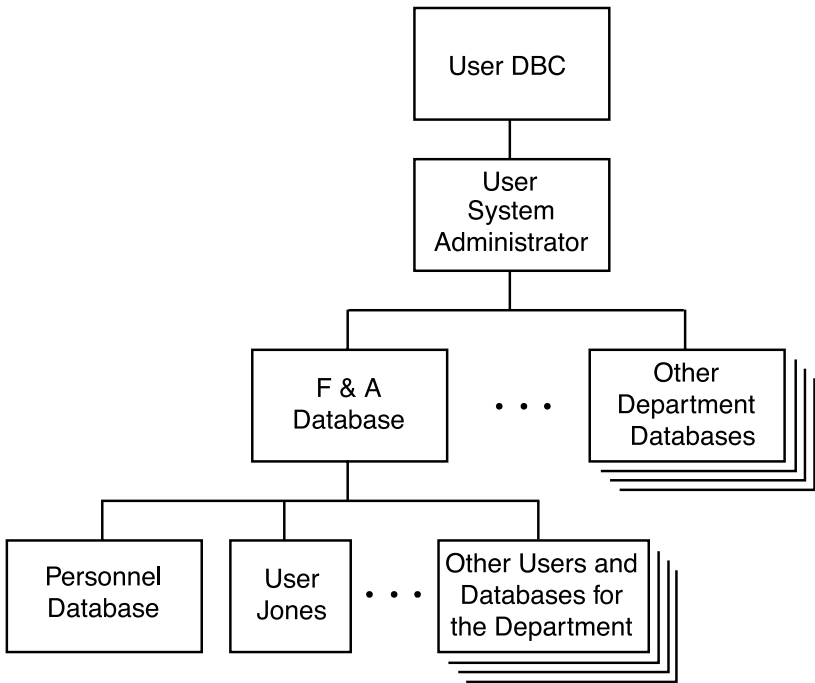 User DBC
User
System
Administrator
F & A
Database
• • •
Other
Department
Databases
Personnel
Database
User
Jones
• • •
Other Users and
Databases for
the Department